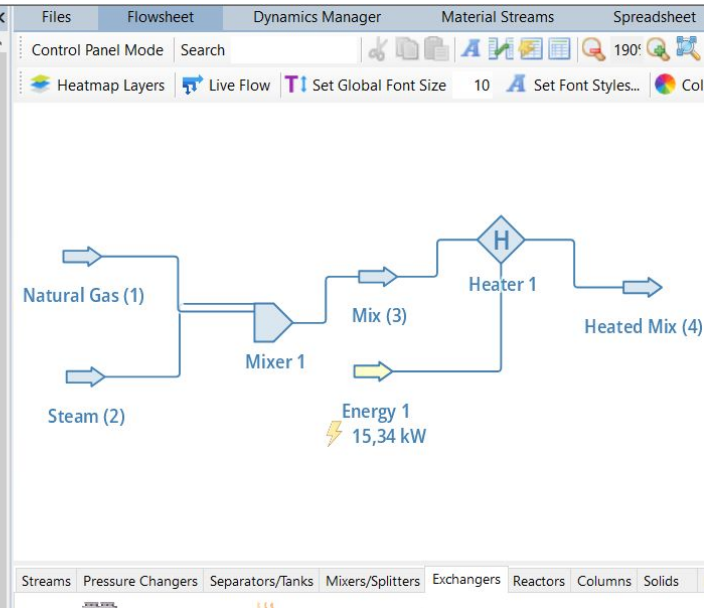 Files Flowsheet Dynamics Manager Material Streams Spreadsheet
Control Panel Mode Search 190%
Heatmap Layers Live Flow Set Global Font Size 10 Set Font Styles... Col
Natural Gas (1)
Steam (2)
Mixer 1
Mix (3)
Energy 1
15,34 kW
H
Heater 1
Heated Mix (4)
Streams Pressure Changers Separators/Tanks Mixers/Splitters Exchangers Reactors Columns Solids